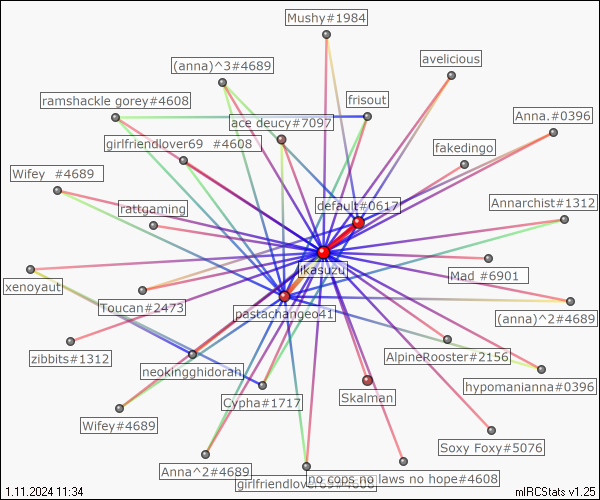 Mushy#1984
avelicious
(anna)^3#4689
frisout
ramshackle gorey#4608
Anna.#0396
ace deucy#7097
girlfriendlover69 #4608
fakedingo
Wifey #4689
Annarchist#1312
rattgaming
default#0617
likasuzui
Mad #6901
xenoyaut
Toucan#2473
pastachangeo41
(anna)^2#4689
zibbits#1312
AlpineRooster#2156
neokingghidorah
hypomanianna#0396
Cypha#1717
Skalman
Wifey#4689
Soxy Foxy#5076
Anna^2#4689
no cops no laws no hope#4608
girlfriendlover69#4608
1.11.2024 11:34
mIRCStats v1.25